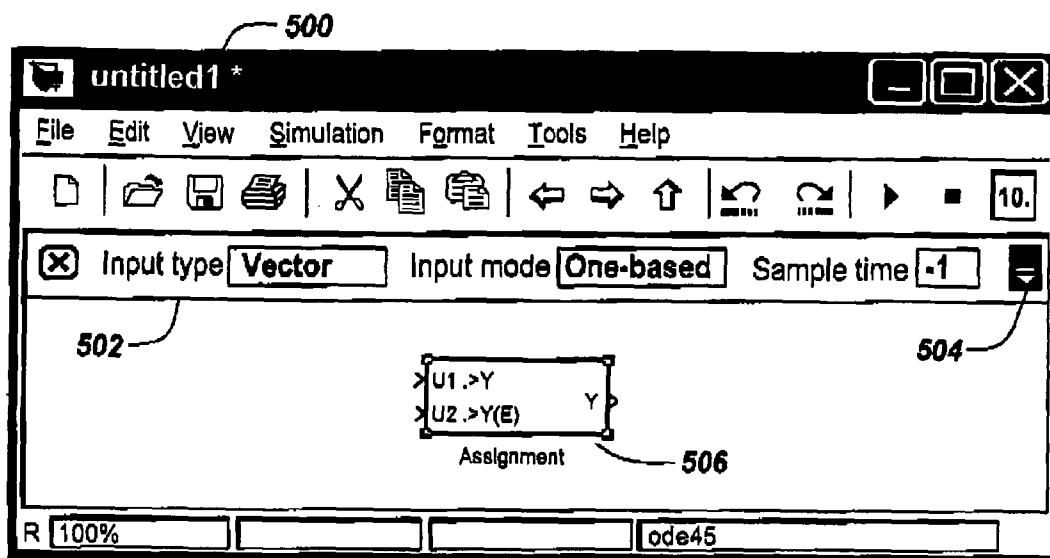 500
untitled1 *
File Edit View Simulation Format Tools Help
10.
Input type Vector Input mode One-based Sample time -1
502
504
U1 .>Y
U2 .>Y(E)
Y
Assignment
506
R 100% ode45